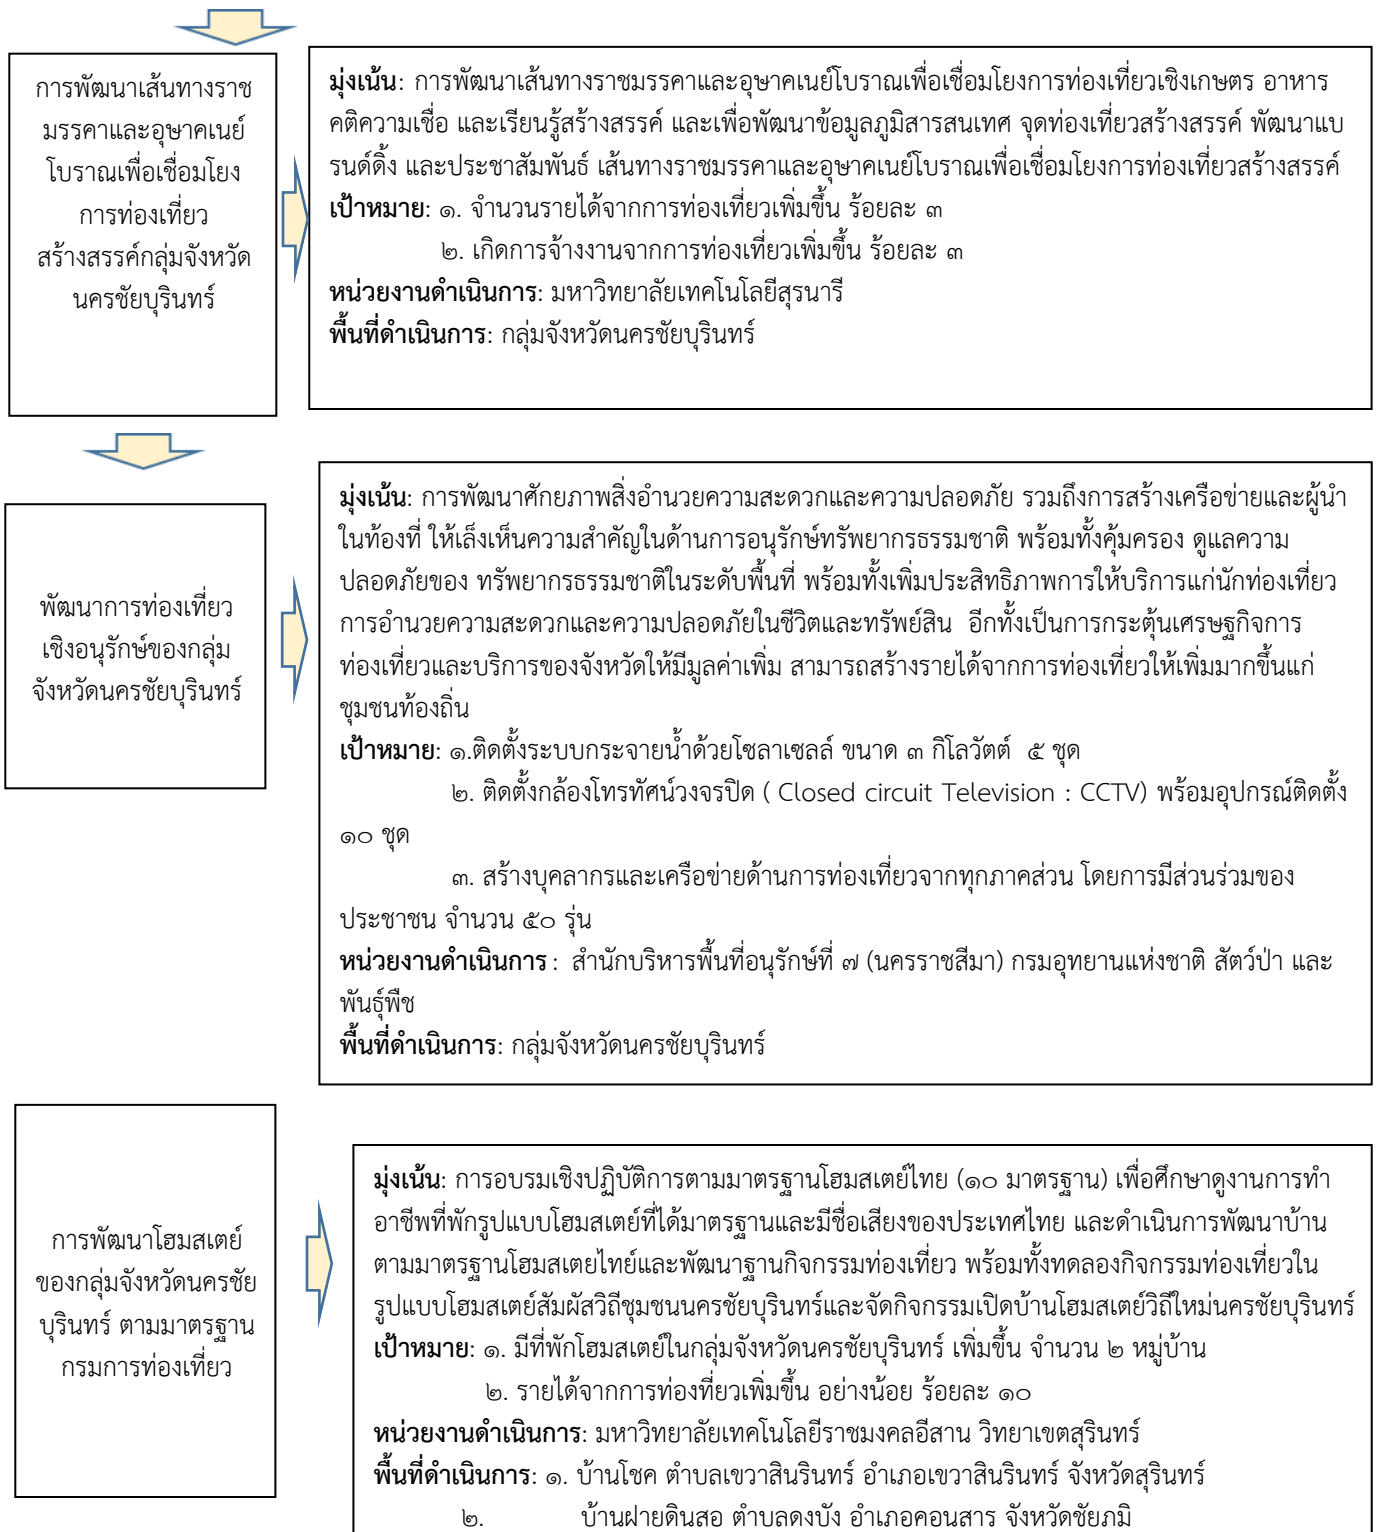 การพัฒนาเส้นทางราช
มรรคาและอุษาคเนย์
โบราณเพื่อเชื่อมโยง
การท่องเที่ยว
สร้างสรรค์กลุ่มจังหวัด
นครชัยบุรินทร์
มุ่งเน้น: การพัฒนาเส้นทางราชมรรคาและอุษาคเนย์โบราณเพื่อเชื่อมโยงการท่องเที่ยวเชิงเกษตร อาหาร
คติความเชื่อ และเรียนรู้สร้างสรรค์ และเพื่อพัฒนาข้อมูลภูมิสารสนเทศ จุดท่องเที่ยวสร้างสรรค์ พัฒนาแบ
รนด์ดิ้ง และประชาสัมพันธ์ เส้นทางราชมรรคาและอุษาคเนย์โบราณเพื่อเชื่อมโยงการท่องเที่ยวสร้างสรรค์
เป้าหมาย: ๑. จำนวนรายได้จากการท่องเที่ยวเพิ่มขึ้น ร้อยละ ๓
๒. เกิดการจ้างงานจากการท่องเที่ยวเพิ่มขึ้น ร้อยละ ๓
หน่วยงานดำเนินการ: มหาวิทยาลัยเทคโนโลยีสุรนารี
พื้นที่ดำเนินการ: กลุ่มจังหวัดนครชัยบุรินทร์
พัฒนาการท่องเที่ยว
เชิงอนุรักษ์ของกลุ่ม
จังหวัดนครชัยบุรินทร์
มุ่งเน้น: การพัฒนาศักยภาพสิ่งอำนวยความสะดวกและความปลอดภัย รวมถึงการสร้างเครือข่ายและผู้นำ
ในท้องที่ ให้เล็งเห็นความสำคัญในด้านการอนุรักษ์ทรัพยากรธรรมชาติ พร้อมทั้งคุ้มครอง ดูแลความ
ปลอดภัยของ ทรัพยากรธรรมชาติในระดับพื้นที่ พร้อมทั้งเพิ่มประสิทธิภาพการให้บริการแก่นักท่องเที่ยว
การอำนวยความสะดวกและความปลอดภัยในชีวิตและทรัพย์สิน อีกทั้งเป็นการกระตุ้นเศรษฐกิจการ
ท่องเที่ยวและบริการของจังหวัดให้มีมูลค่าเพิ่ม สามารถสร้างรายได้จากการท่องเที่ยวให้เพิ่มมากขึ้นแก่
ชุมชนท้องถิ่น
เป้าหมาย: ๑.ติดตั้งระบบกระจายน้ำด้วยโซลาเซลล์ ขนาด ๓ กิโลวัตต์ ๕ ชุด
๒. ติดตั้งกล้องโทรทัศน์วงจรปิด ( Closed circuit Television : CCTV) พร้อมอุปกรณ์ติดตั้ง
๑๐ ชุด
๓. สร้างบุคลากรและเครือข่ายด้านการท่องเที่ยวจากทุกภาคส่วน โดยการมีส่วนร่วมของ
ประชาชน จำนวน ๕๐ รุ่น
หน่วยงานดำเนินการ : สำนักบริหารพื้นที่อนุรักษ์ที่ ๗ (นครราชสีมา) กรมอุทยานแห่งชาติ สัตว์ป่า และ
พันธุ์พืช
พื้นที่ดำเนินการ: กลุ่มจังหวัดนครชัยบุรินทร์
การพัฒนาโฮมสเตย์
ของกลุ่มจังหวัดนครชัย
บุรินทร์ ตามมาตรฐาน
กรมการท่องเที่ยว
มุ่งเน้น: การอบรมเชิงปฏิบัติการตามมาตรฐานโฮมสเตย์ไทย (๑๐ มาตรฐาน) เพื่อศึกษาดูงานการทำ
อาชีพที่พักรูปแบบโฮมสเตย์ที่ได้มาตรฐานและมีชื่อเสียงของประเทศไทย และดำเนินการพัฒนาบ้าน
ตามมาตรฐานโฮมสเตยไทย์และพัฒนาฐานกิจกรรมท่องเที่ยว พร้อมทั้งทดลองกิจกรรมท่องเที่ยวใน
รูปแบบโฮมสเตย์สัมผัสวิถีชุมชนนครชัยบุรินทร์และจัดกิจกรรมเปิดบ้านโฮมสเตย์วิถีใหม่นครชัยบุรินทร์
เป้าหมาย: ๑. มีที่พักโฮมสเตย์ในกลุ่มจังหวัดนครชัยบุรินทร์ เพิ่มขึ้น จำนวน ๒ หมู่บ้าน
๒. รายได้จากการท่องที่ยวเพิ่มขึ้น อย่างน้อย ร้อยละ ๑๐
หน่วยงานดำเนินการ: มหาวิทยาลัยเทคโนโลยีราชมงคลอีสาน วิทยาเขตสุรินทร์
พื้นที่ดำเนินการ: ๑. บ้านโชค ตำบลเขวาสินรินทร์ อำเภอเขวาสินรินทร์ จังหวัดสุรินทร์
๒. บ้านฝายดินสอ ตำบลดงบัง อำเภอคอนสาร จังหวัดชัยภูมิ